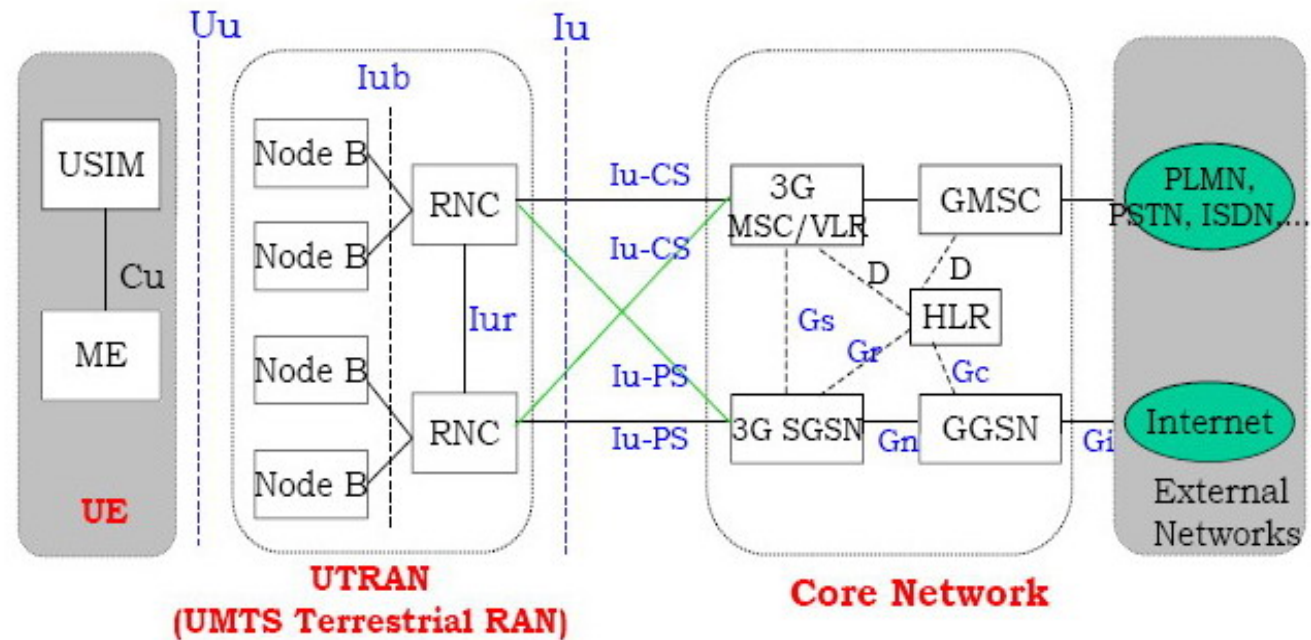 Uu
Iu
Iub
USIM
Cu
ME
UE
Node B
Node B
Node B
Node B
RNC
Iur
RNC
UTRAN
(UMTS Terrestrial RAN)
Iu-CS
Iu-CS
Iu-PS
Iu-PS
3G
MSC/VLR
GMSC
D
D
HLR
Gs
Gr
Gc
3G SGSN
Gn
GGSN
Gi
Core Network
PLMN,
PSTN, ISDN,....
Internet
External
Networks